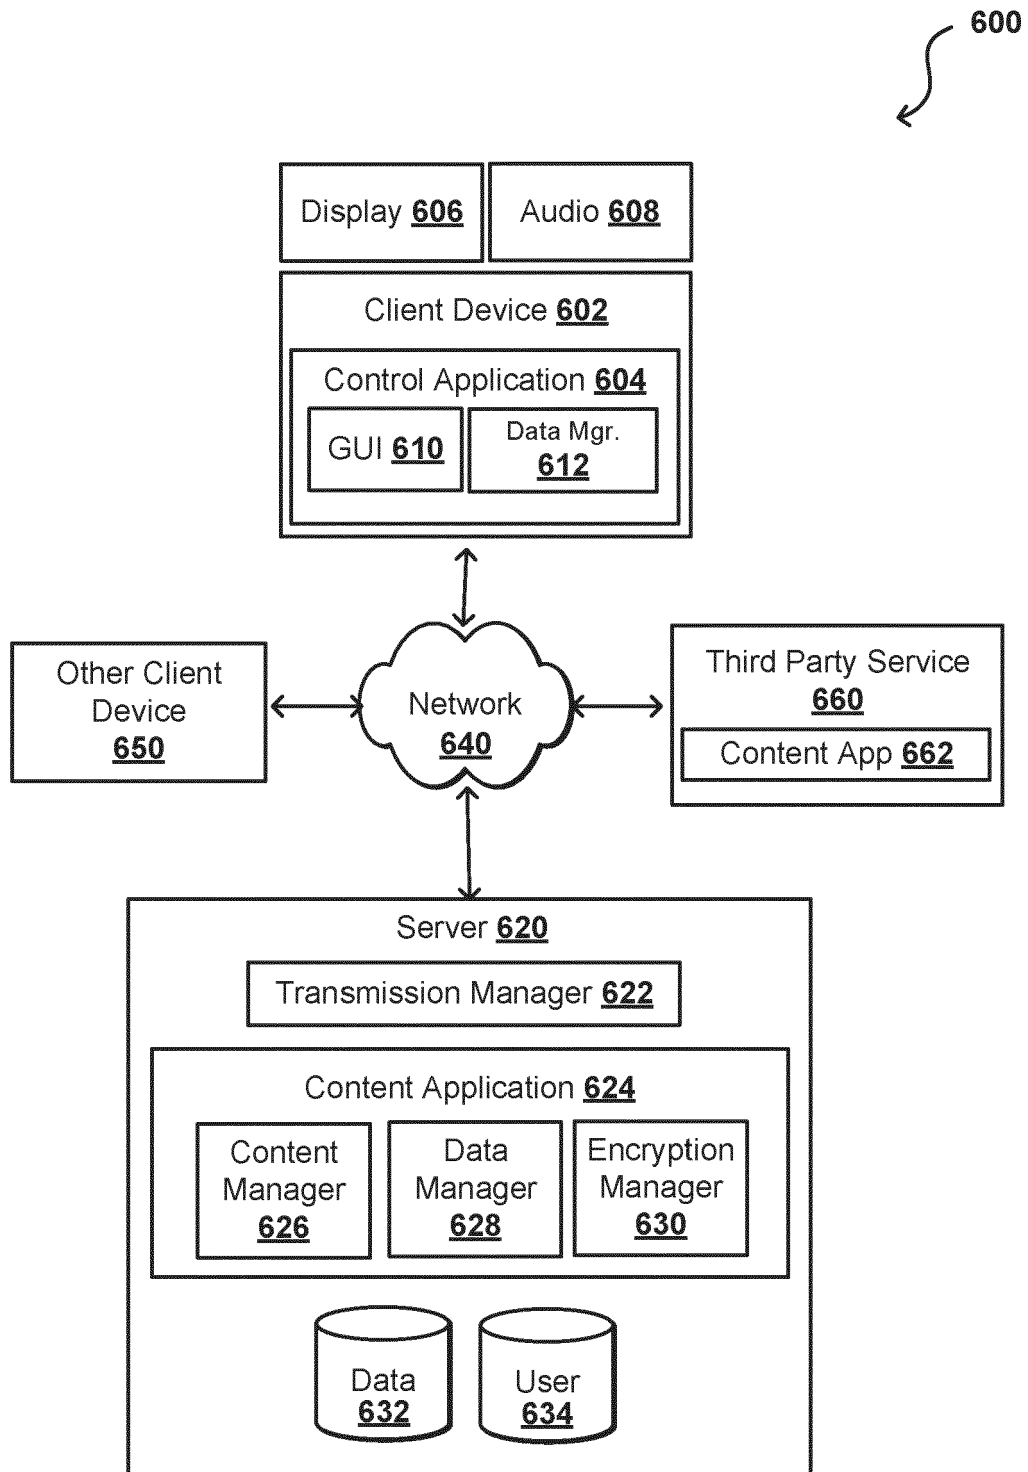 600
Display 606
Audio 608
Client Device 602
Control Application 604
GUI 610
Data Mgr.
612
Other Client
Device
650
Network
640
Third Party Service
660
Content App 662
Server 620
Transmission Manager 622
Content Application 624
Content
Manager
626
Data
Manager
628
Encryption
Manager
630
Data
632
User
634